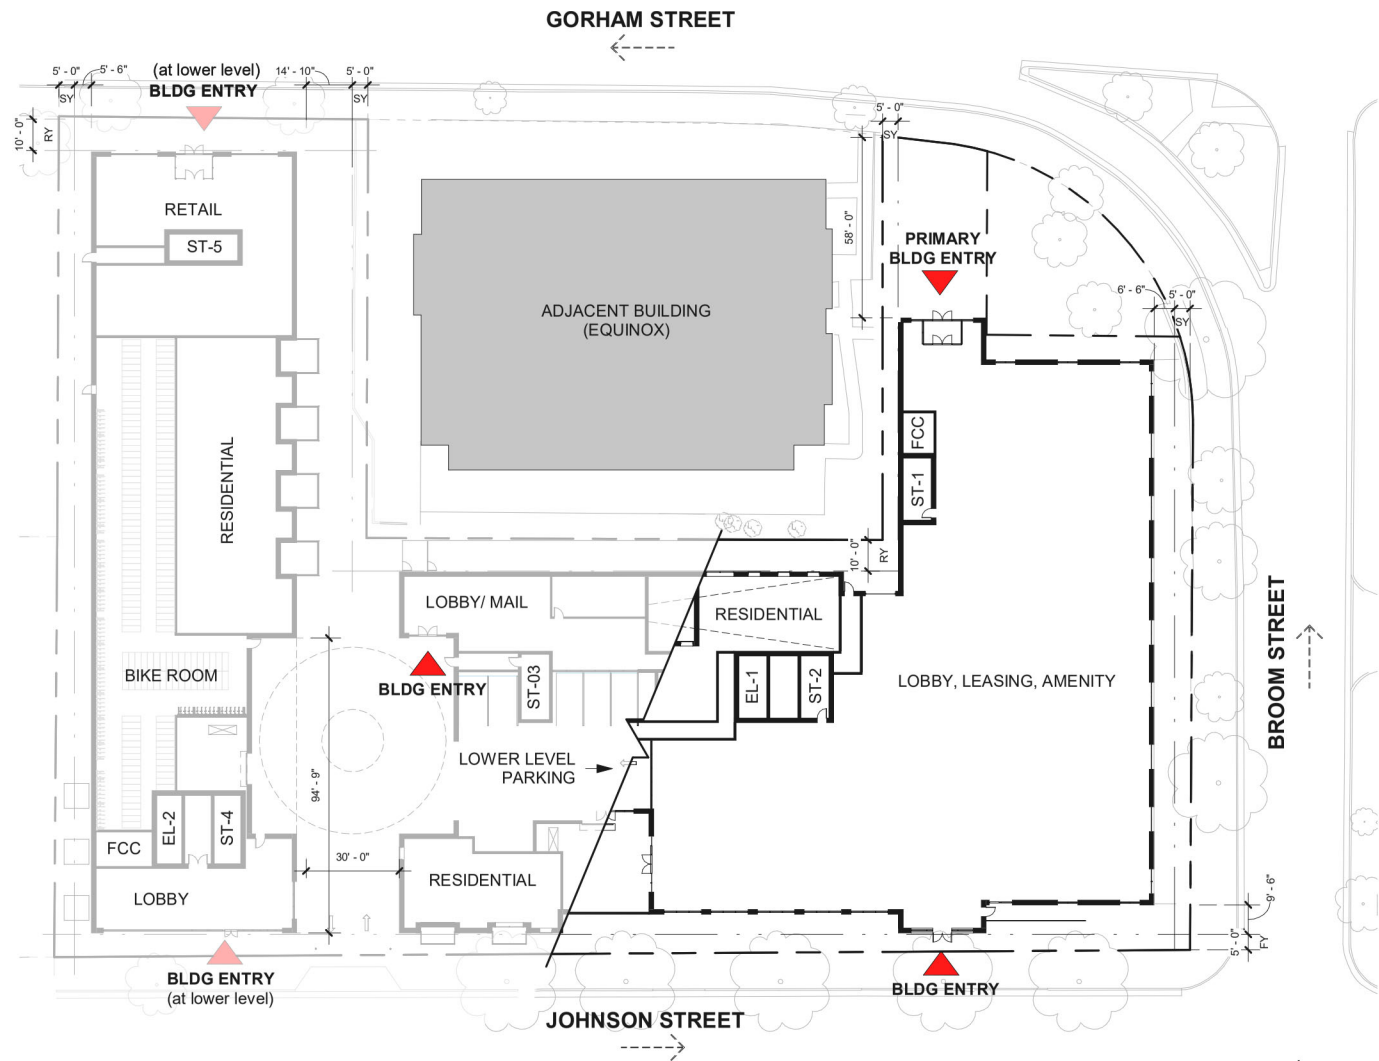 GORHAM STREET
5' - 0"
5' - 6"
(at lower level)
BLDG ENTRY
14' - 10"
5' - 0"
SY
SY
10' - 0"
RY
5' - 0"
SY
RETAIL
ST-5
58' - 0"
PRIMARY
BLDG ENTRY
6' - 6"
5' - 0"
SY
ADJACENT BUILDING
(EQUINOX)
FCC
ST-1
RESIDENTIAL
10' - 0"
RY
LOBBY/ MAIL
RESIDENTIAL
BROOM STREET
BIKE ROOM
BLDG ENTRY
ST-03
EL-1
ST-2
LOBBY, LEASING, AMENITY
LOWER LEVEL
PARKING
94' - 9"
EL-2
ST-4
FCC
30' - 0"
LOBBY
RESIDENTIAL
9' - 6"
5' - 0"
FY
BLDG ENTRY
(at lower level)
BLDG ENTRY
JOHNSON STREET